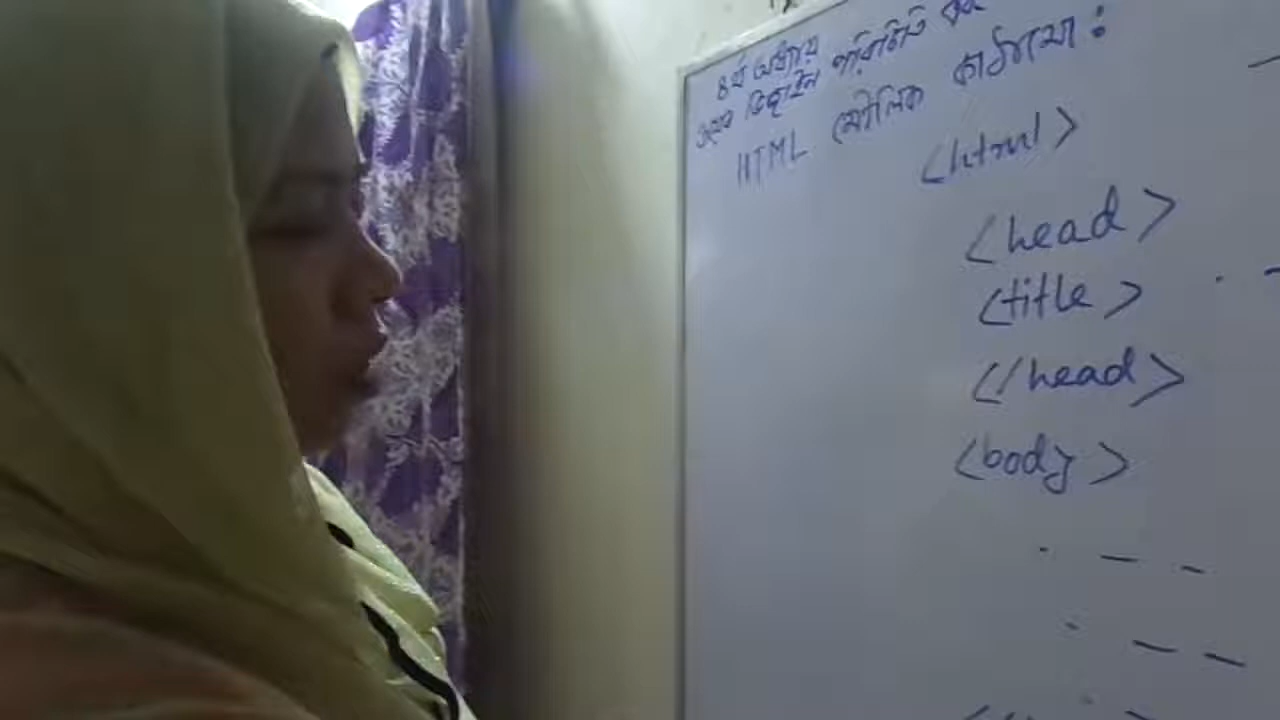 ৪র্থ অধ্যায়
ওয়েব ডিজাইন পরিচিতি এবং
HTML মৌলিক কাঠামো :
<html>
<head>
<title>
</head>
<body>
. — –
. — –